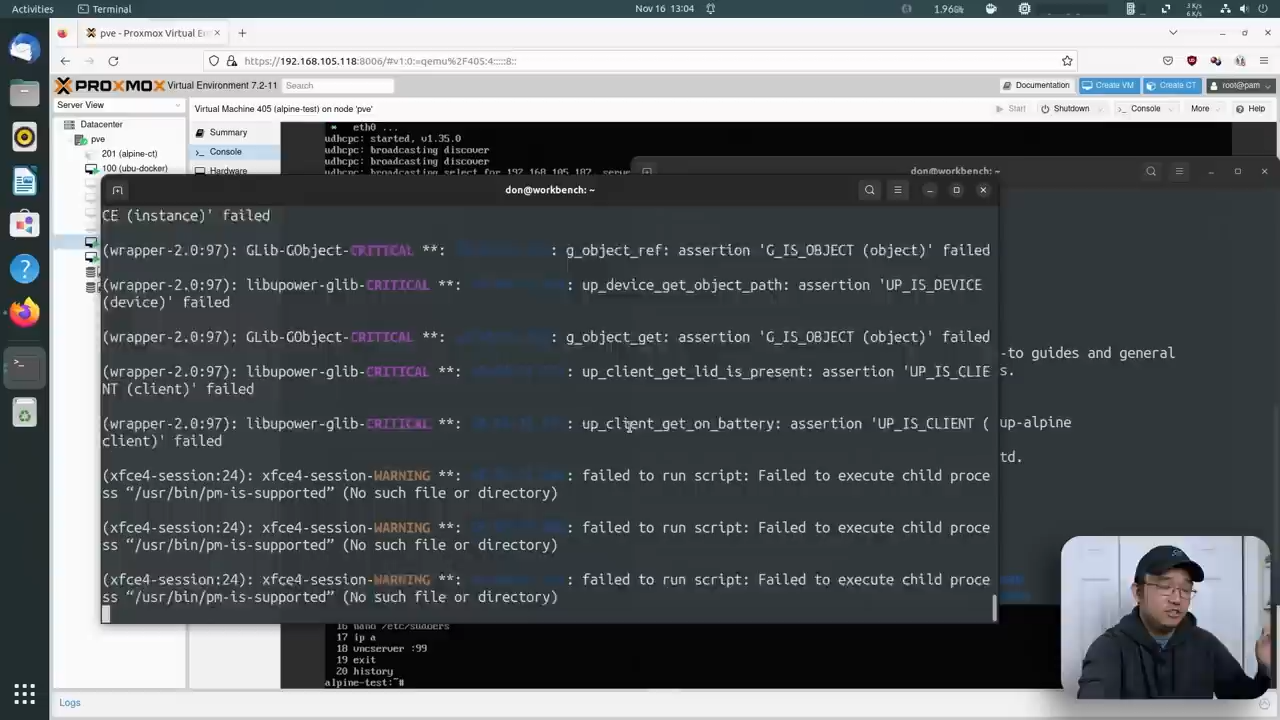 Activities
Terminal
Nov 16 13:04
1.96GHz
3 K/s
6 K/s
pve - Proxmox Virtual En
https://192.168.105.118:8006/#v1:0:=qemu%2F405:4:::::8::
PROXMOX Virtual Environment 7.2-11
Search
Documentation
Create VM
Create CT
root@pam
Server View
Virtual Machine 405 (alpine-test) on node 'pve'
Start
Shutdown
Console
More
Help
Datacenter
pve
201 (alpine-ct)
100 (ubu-docker)
Summary
Console
Hardware
* eth0 ...
udhcpc: started, v1.35.0
udhcpc: broadcasting discover
udhcpc: broadcasting discover
don@workbench: ~
don@workbench: ~
CE (instance)' failed
(wrapper-2.0:97): GLib-GObject-CRITICAL **: : g_object_ref: assertion 'G_IS_OBJECT (object)' failed
(wrapper-2.0:97): libupower-glib-CRITICAL **: : up_device_get_object_path: assertion 'UP_IS_DEVICE
(device)' failed
(wrapper-2.0:97): GLib-GObject-CRITICAL **: : g_object_get: assertion 'G_IS_OBJECT (object)' failed
(wrapper-2.0:97): libupower-glib-CRITICAL **: : up_client_get_lid_is_present: assertion 'UP_IS_CLIE
NT (client)' failed
(wrapper-2.0:97): libupower-glib-CRITICAL **: : up_client_get_on_battery: assertion 'UP_IS_CLIENT (
client)' failed
(xfce4-session:24): xfce4-session-WARNING **: : failed to run script: Failed to execute child proce
ss “/usr/bin/pm-is-supported” (No such file or directory)
(xfce4-session:24): xfce4-session-WARNING **: : failed to run script: Failed to execute child proce
ss “/usr/bin/pm-is-supported” (No such file or directory)
(xfce4-session:24): xfce4-session-WARNING **: : failed to run script: Failed to execute child proce
ss “/usr/bin/pm-is-supported” (No such file or directory)
-to guides and general
s.
up-alpine
td.
16 nano /etc/sudoers
17 ip a
18 vncserver :99
19 exit
20 history
alpine-test:~#
Logs